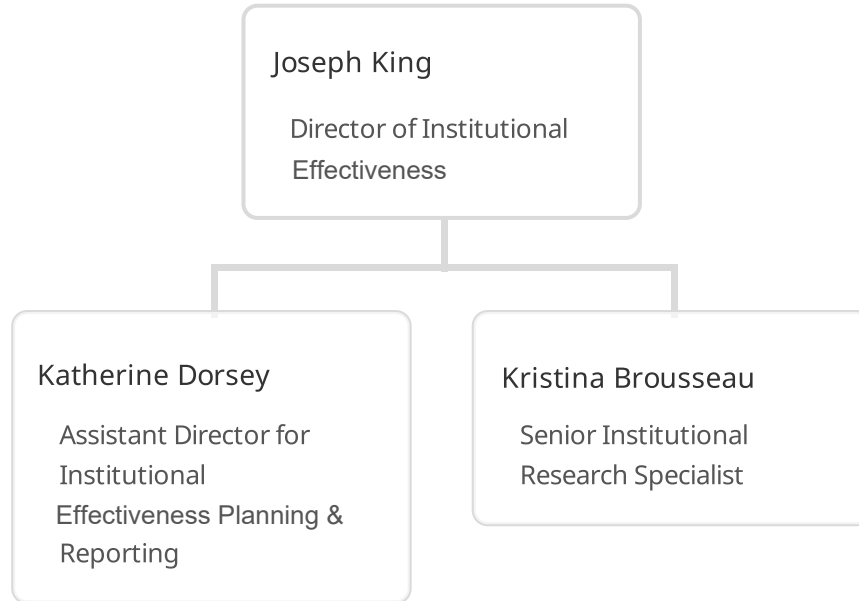 Joseph King
Director of Institutional
Effectiveness
Katherine Dorsey
Assistant Director for
Institutional
Effectiveness Planning &
Reporting
Kristina Brousseau
Senior Institutional
Research Specialist